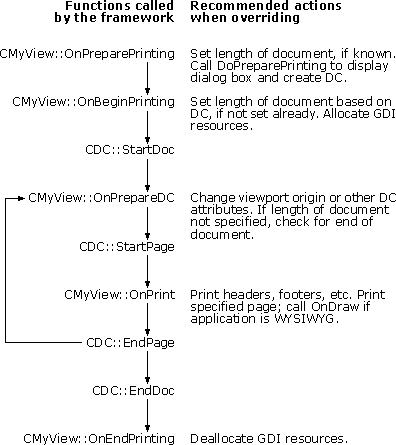 Functions called Recommended actions
by the framework when overriding
CMyView::OnPreparePrinting Set length of document, if known.
Call DoPreparePrinting to display
dialog box and create DC.
CMyView::OnBeginPrinting Set length of document based on
DC, if not set already. Allocate GDI
resources.
CDC::StartDoc
CMyView::OnPrepareDC Change viewport origin or other DC
attributes. If length of document
not specified, check for end of
document.
CDC::StartPage
CMyView::OnPrint Print headers, footers, etc. Print
specified page; call OnDraw if
application is WYSIWYG.
CDC::EndPage
CDC::EndDoc
CMyView::OnEndPrinting Deallocate GDI resources.